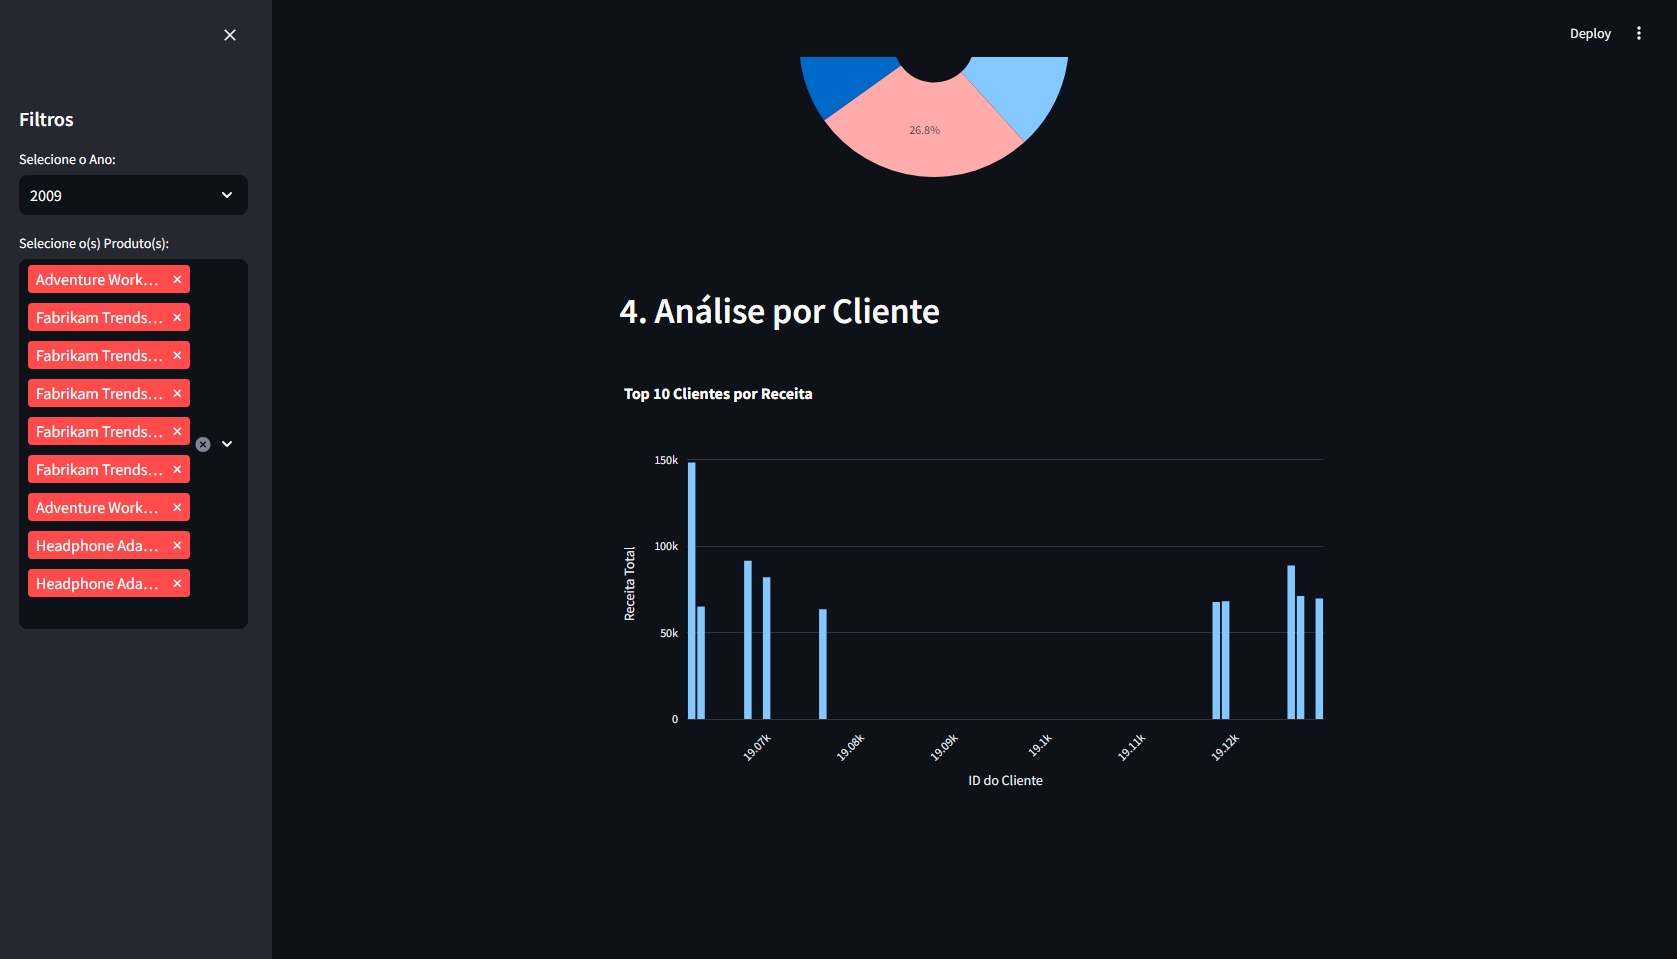 Deploy
Filtros
Selecione o Ano:
2009
Selecione o(s) Produto(s):
Adventure Work...
Fabrikam Trends...
Fabrikam Trends...
Fabrikam Trends...
Fabrikam Trends...
Fabrikam Trends...
Adventure Work...
Headphone Ada...
Headphone Ada...
26.8%
4. Análise por Cliente
Top 10 Clientes por Receita
Receita Total
150k
100k
50k
0
19.07k
19.08k
19.09k
19.1k
19.11k
19.12k
ID do Cliente